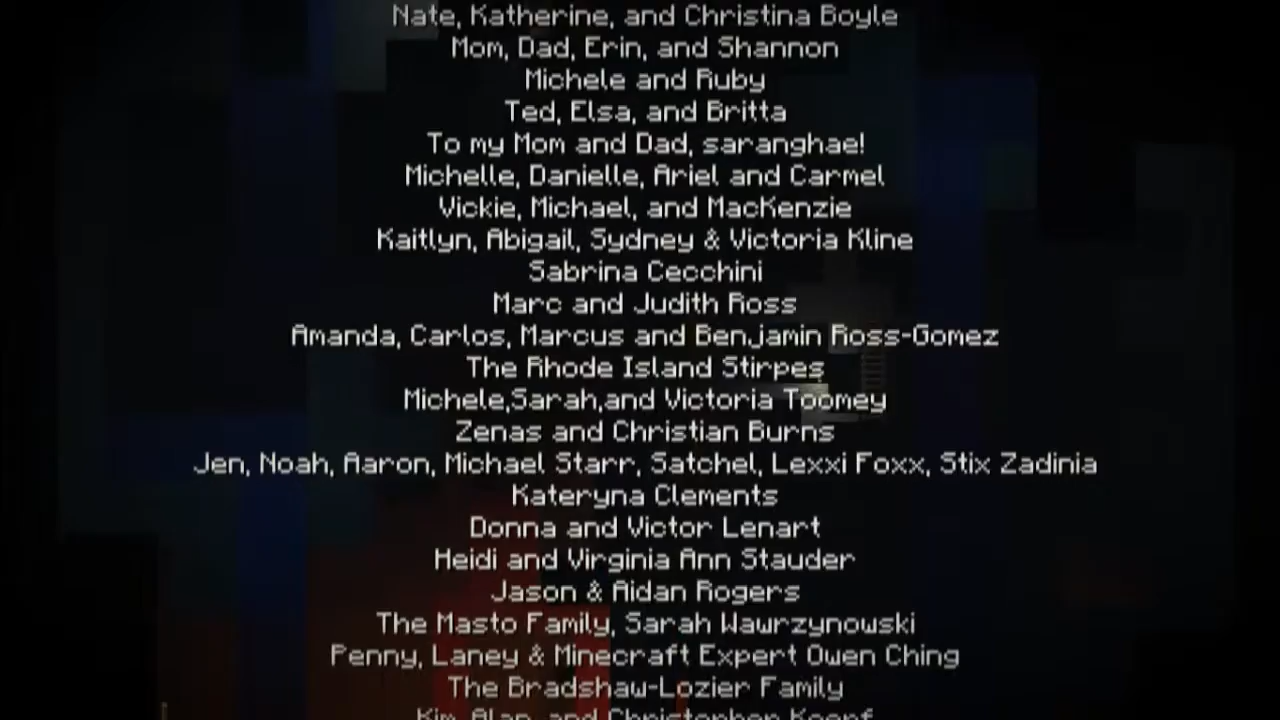 Nate, Katherine, and Christina Boyle
Mom, Dad, Erin, and Shannon
Michele and Ruby
Ted, Elsa, and Britta
To my Mom and Dad, saranghae!
Michelle, Danielle, Ariel and Carmel
Vickie, Michael, and MacKenzie
Kaitlyn, Abigail, Sydney & Victoria Kline
Sabrina Cecchini
Marc and Judith Ross
Amanda, Carlos, Marcus and Benjamin Ross-Gomez
The Rhode Island Stirpes
Michele,Sarah,and Victoria Toomey
Zenas and Christian Burns
Jen, Noah, Aaron, Michael Starr, Satchel, Lexxi Foxx, Stix Zadinia
Kateryna Clements
Donna and Victor Lenart
Heidi and Virginia Ann Stauder
Jason & Aidan Rogers
The Masto Family, Sarah Wawrzynowski
Penny, Laney & Minecraft Expert Owen Ching
The Bradshaw-Lozier Family
Kim, Alan, and Christopher